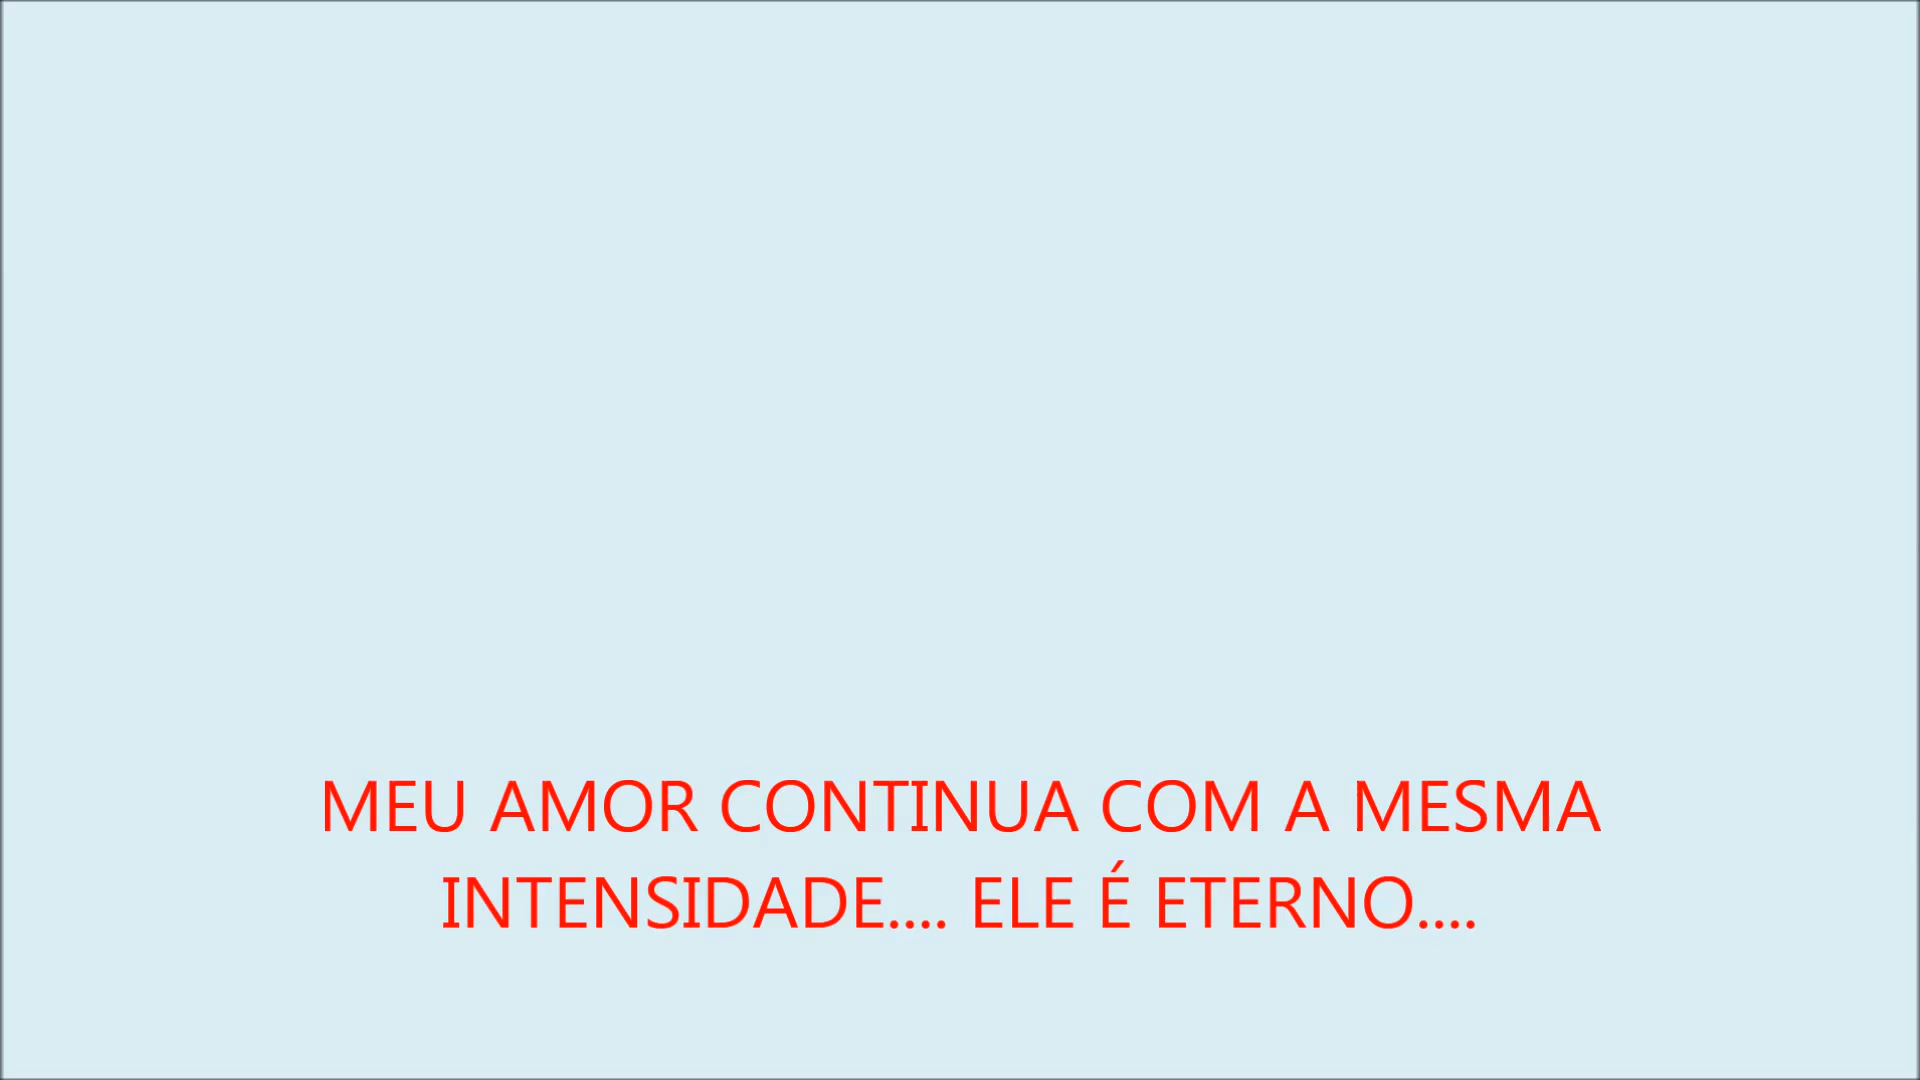 MEU AMOR CONTINUA COM A MESMA
INTENSIDADE.... ELE É ETERNO....